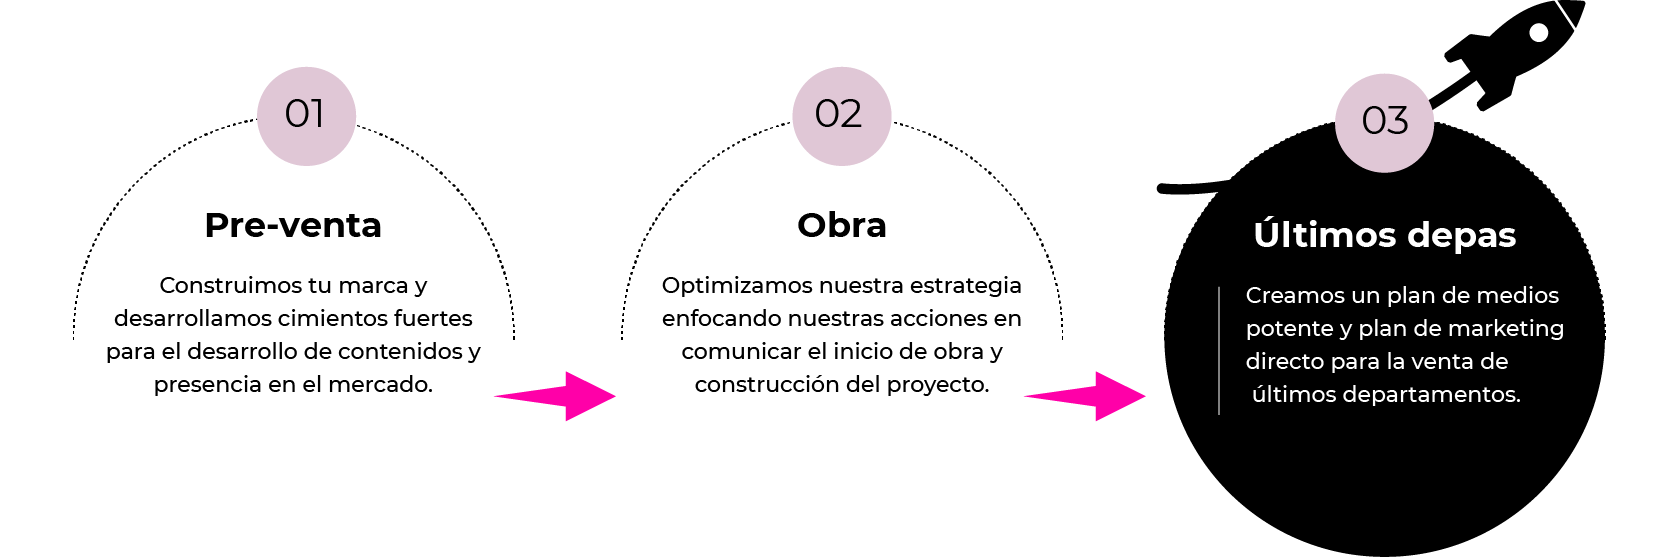 01
Pre-venta
Construimos tu marca y
desarrollamos cimientos fuertes
para el desarrollo de contenidos y
presencia en el mercado.
02
Obra
Optimizamos nuestra estrategia
enfocando nuestras acciones en
comunicar el inicio de obra y
construcción del proyecto.
03
Últimos depas
Creamos un plan de medios
potente y plan de marketing
directo para la venta de
últimos departamentos.